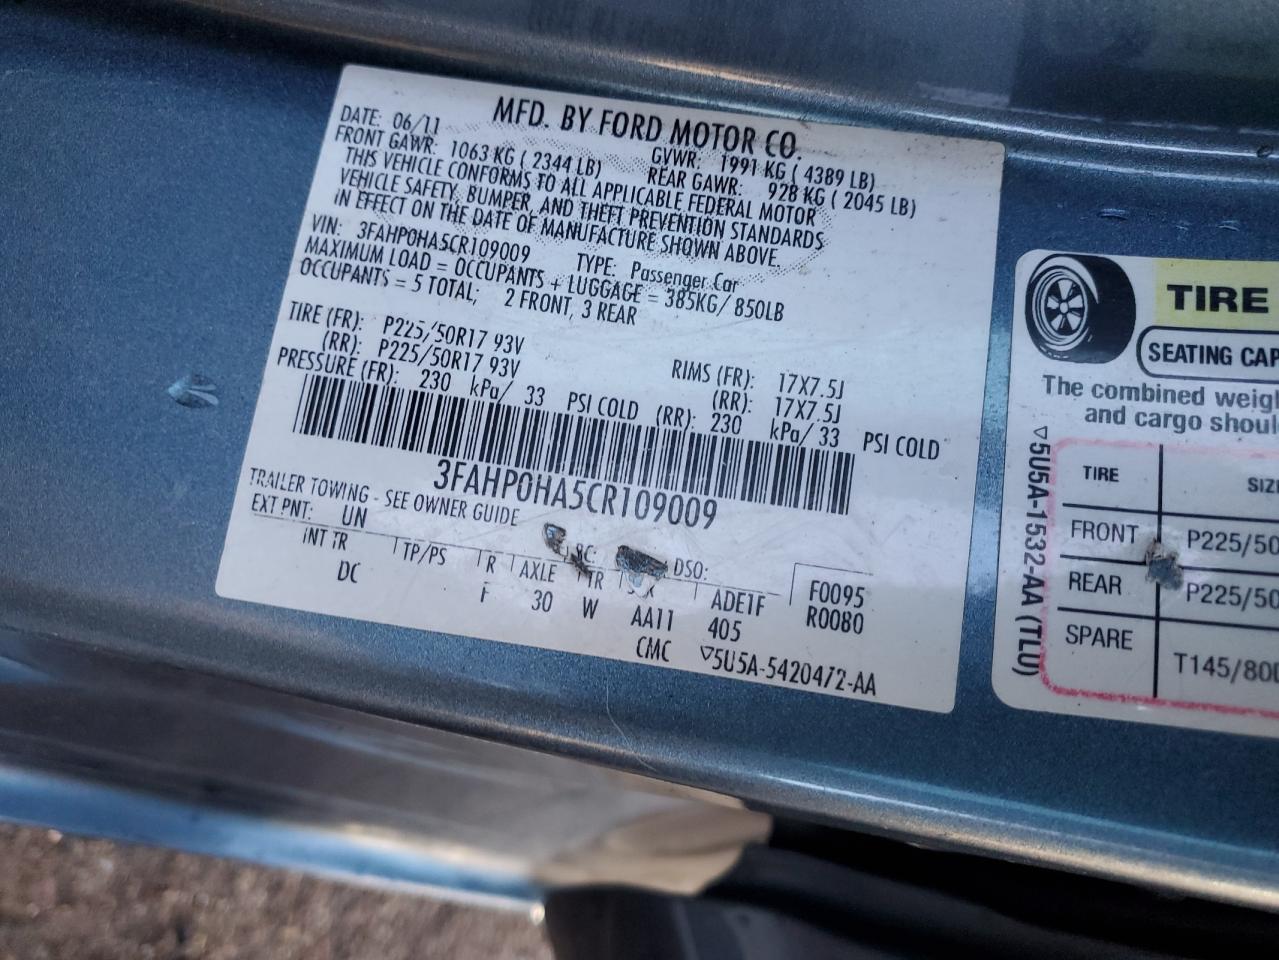 MFD. BY FORD MOTOR CO.
DATE: 06/11 GVWR: 1991 KG ( 4389 LB)
FRONT GAWR: 1063 KG ( 2344 LB) REAR GAWR: 928 KG ( 2045 LB)
THIS VEHICLE CONFORMS TO ALL APPLICABLE FEDERAL MOTOR
VEHICLE SAFETY, BUMPER, AND THEFT PREVENTION STANDARDS
IN EFFECT ON THE DATE OF MANUFACTURE SHOWN ABOVE.
VIN: 3FAHP0HA5CR109009 TYPE: Passenger Car
MAXIMUM LOAD = OCCUPANTS + LUGGAGE = 385KG/ 850LB
OCCUPANTS = 5 TOTAL; 2 FRONT, 3 REAR
TIRE (FR): P225/50R17 93V RIMS (FR): 17X7.5J
(RR): P225/50R17 93V (RR): 17X7.5J
PRESSURE (FR): 230 kPa/ 33 PSI COLD (RR): 230 kPa/ 33 PSI COLD
3FAHP0HA5CR109009
TRAILER TOWING - SEE OWNER GUIDE
EXT PNT: UN RC: DSO:
INT TR TP/PS R AXLE TR
DC F 30 W AA11 ADE1F F0095
405 R0080
CMC ▽5U5A-5420472-AA
TIRE
SEATING CAP
The combined weigh
and cargo shoul
TIRE SIZ
FRONT P225/50
REAR P225/50
SPARE T145/80
▽5U5A-1532-AA (TLU)